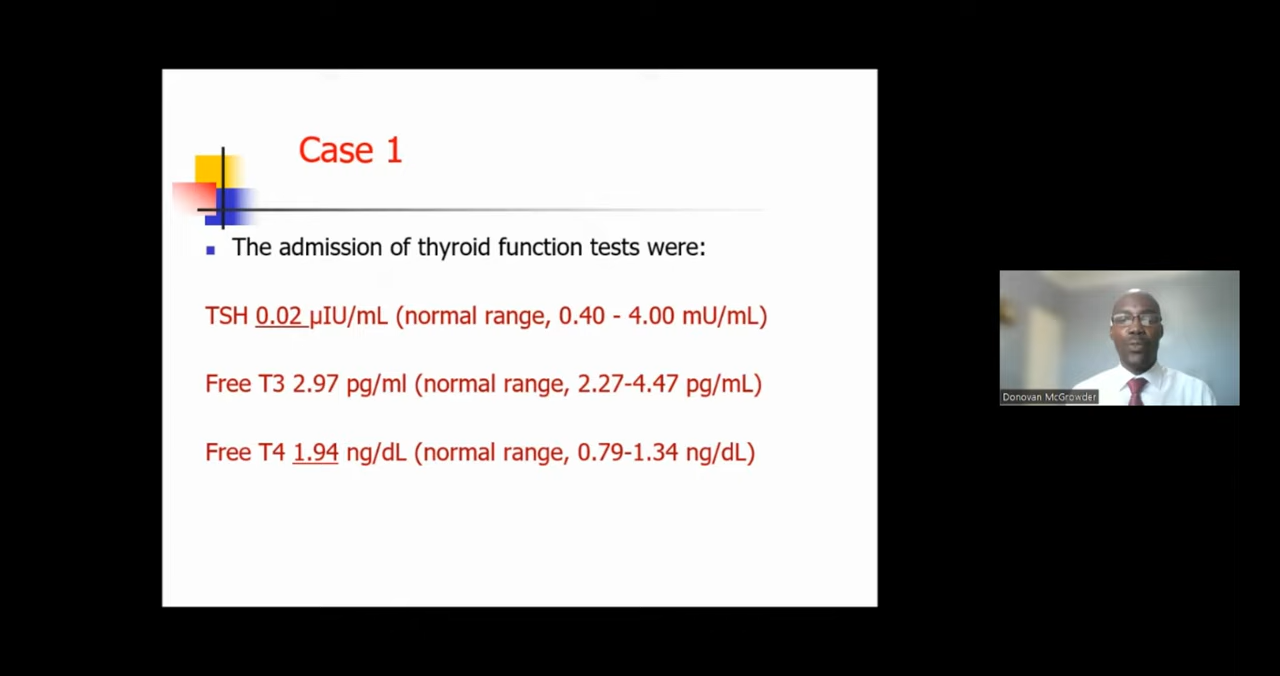 Case 1
The admission of thyroid function tests were:
TSH 0.02 µIU/mL (normal range, 0.40 - 4.00 mU/mL)
Free T3 2.97 pg/ml (normal range, 2.27-4.47 pg/mL)
Free T4 1.94 ng/dL (normal range, 0.79-1.34 ng/dL)
Donovan McGrowder